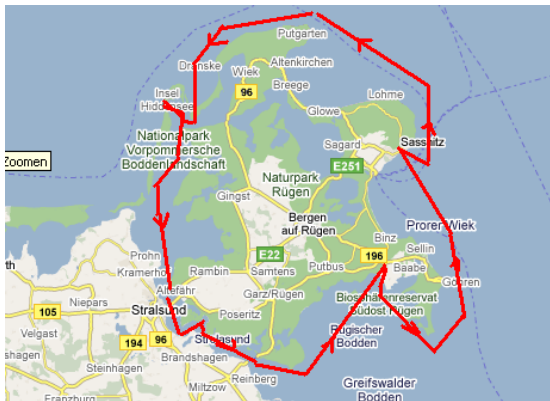 Putgarten
Altenkirchen
Dranske
Wiek
Breege
Lohme
Insel
Hiddensee
96
Glowe
Sassnitz
Nationalpark
Vorpommersche
Boddenlandschaft
Sagard
Zoomen
E251
Naturpark
Rügen
Gingst
Bergen
auf Rügen
Prorer Wiek
Binz
Sellin
Prohn
E22
196
Baabe
Kramerhof
Rambin
Samtens
Putbus
Göhren
Altefähr
Garz/Rügen
Biosphärenreservat
Südost Rügen
Niepars
Stralsund
Poseritz
105
Rügischer
Bodden
Velgast
194
96
Strelasund
Brandshagen
Steinhagen
Reinberg
Miltzow
Greifswalder
Bodden
Franzburg